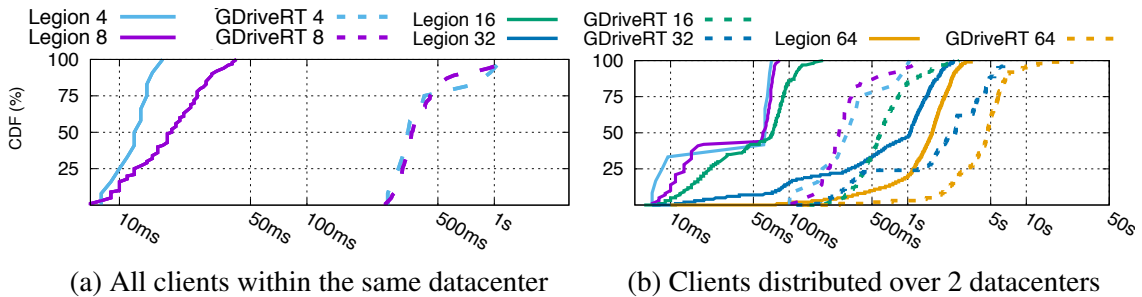 Legion 4 GDriveRT 4 Legion 16 GDriveRT 16
Legion 8 GDriveRT 8 Legion 32 GDriveRT 32 Legion 64 GDriveRT 64
CDF (%)
100
75
50
25
10ms 50ms 100ms 500ms 1s
100
75
50
25
10ms 50ms 100ms 500ms 1s 5s 10s 50s
(a) All clients within the same datacenter
(b) Clients distributed over 2 datacenters